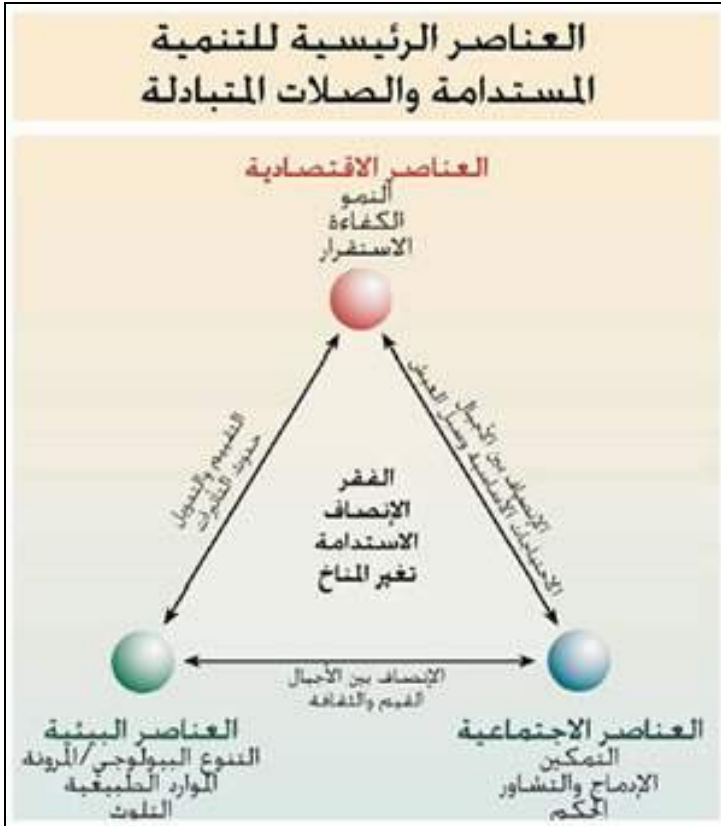 العناصر الرئيسية للتنمية
المستدامة والصلات المتبادلة
العناصر الاقتصادية
النمو
الكفاءة
الاستقرار
الإنصاف بين الأجيال
الاحتياجات الاساسية وسبل العيش
التقييم والتمويل
حدوث التأثيرات
الفقر
الإنصاف
الاستدامة
تغير المناخ
الإنصاف بين الأجيال
القيم والثقافة
العناصر الاجتماعية
التمكين
الإدماج والتشاور
الحكم
العناصر البيئية
التنوع البيولوجي/المرونة
الموارد الطبيعية
التلوث